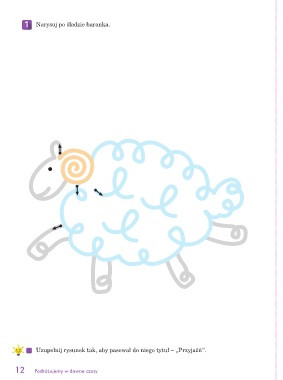 1 Narysuj po śladzie baranka.
Uzupełnij rysunek tak, aby pasował do niego tytuł – „Przyjaźń”.
12 Podróżujemy w dawne czasy